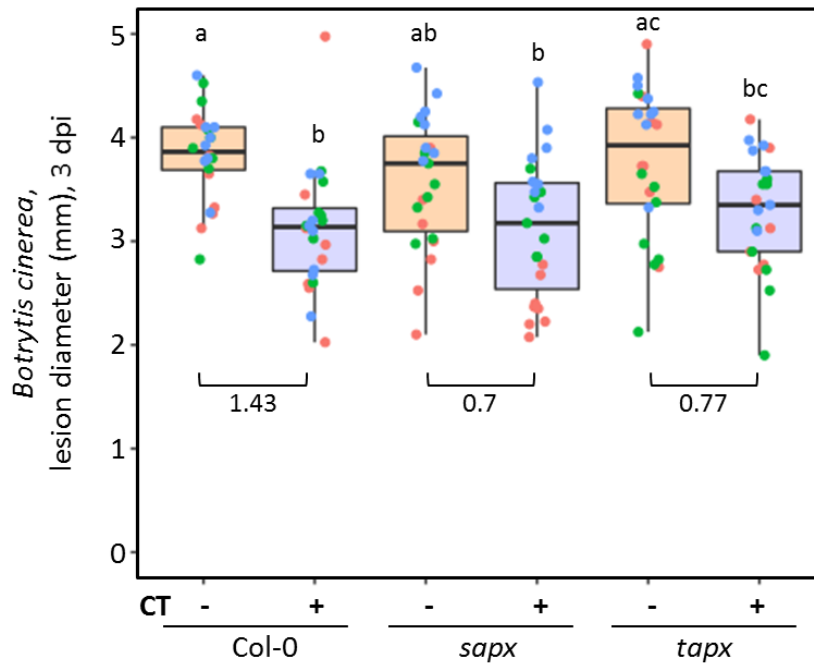 Botrytis cinerea,
lesion diameter (mm), 3 dpi
5
4
3
2
1
0
a
b
ab
b
ac
bc
1.43
0.7
0.77
CT - + - + - +
Col-0 sapx tapx